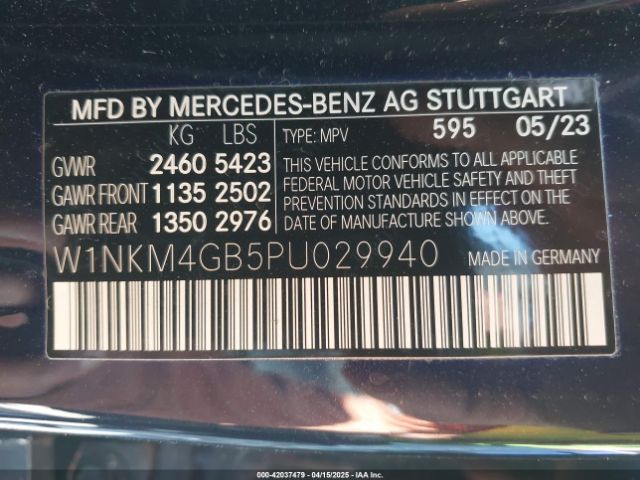 MFD BY MERCEDES-BENZ AG STUTTGART
KG LBS TYPE: MPV 595 05/23
GVWR 2460 5423
GAWR FRONT 1135 2502
GAWR REAR 1350 2976
THIS VEHICLE CONFORMS TO ALL APPLICABLE
FEDERAL MOTOR VEHICLE SAFETY AND THEFT
PREVENTION STANDARDS IN EFFECT ON THE
DATE OF MANUFACTURE SHOWN ABOVE.
W1NKM4GB5PU029940 MADE IN GERMANY
000-42037479 - 04/15/2025 - IAAI.COM